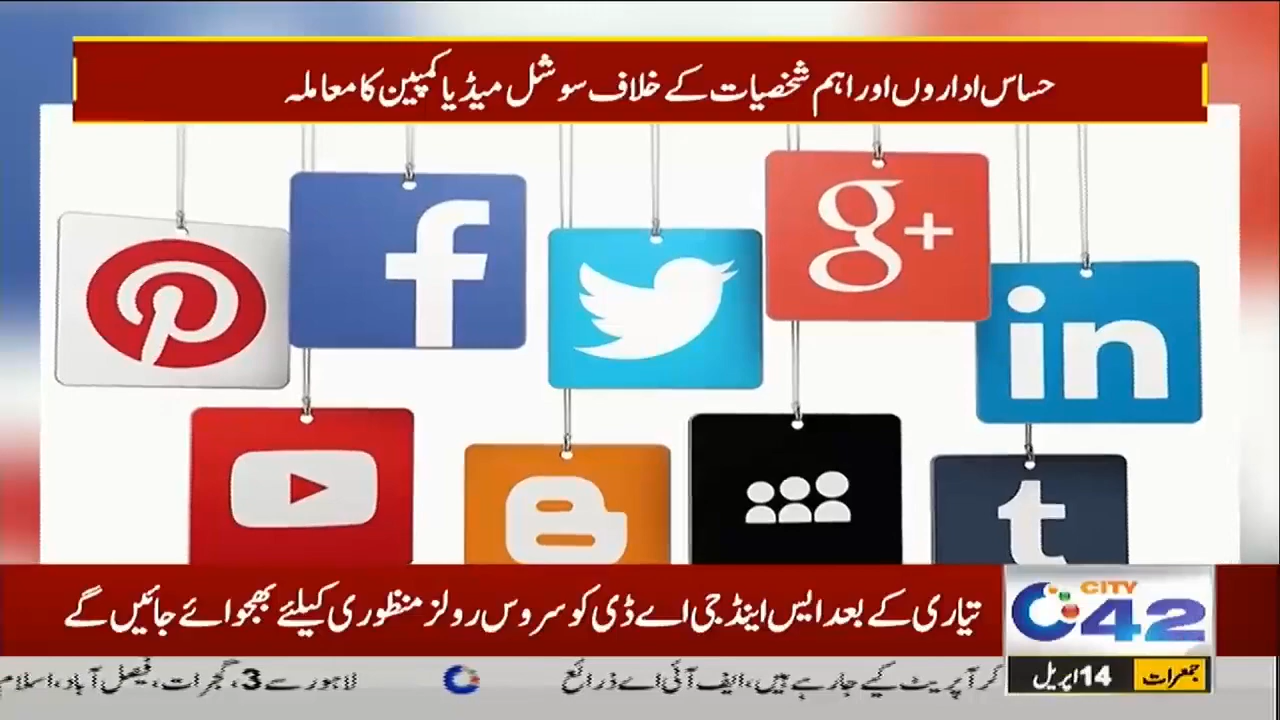 حساس اداروں اور اہم شخصیات کے خلاف سوشل میڈیا کمپین کا معاملہ
f
g+
in
t
تیاری کے بعد ایس اینڈ جی اے ڈی کو سروس رولز منظوری کیلئے بھجوائے جائیں گے
CITY
42
کر آپریٹ کیے جارہے ہیں، ایف آئی اے ذرائع
لاہور سے 3، گجرات، فیصل آباد، اسلام
جمعرات
14 اپریل